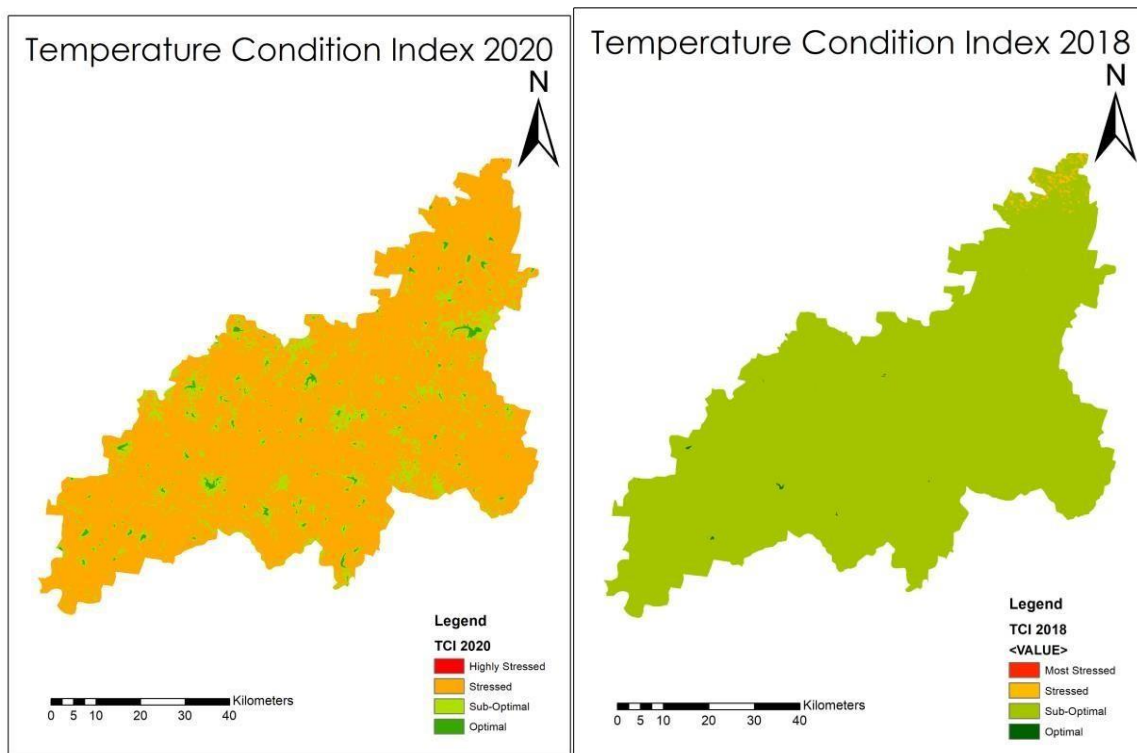 Temperature Condition Index 2020
N
Legend
TCI 2020
Highly Stressed
Stressed
Sub-Optimal
Optimal
Kilometers
0 5 10 20 30 40
Temperature Condition Index 2018
N
Legend
TCI 2018
<VALUE>
Most Stressed
Stressed
Sub-Optimal
Optimal
Kilometers
0 5 10 20 30 40